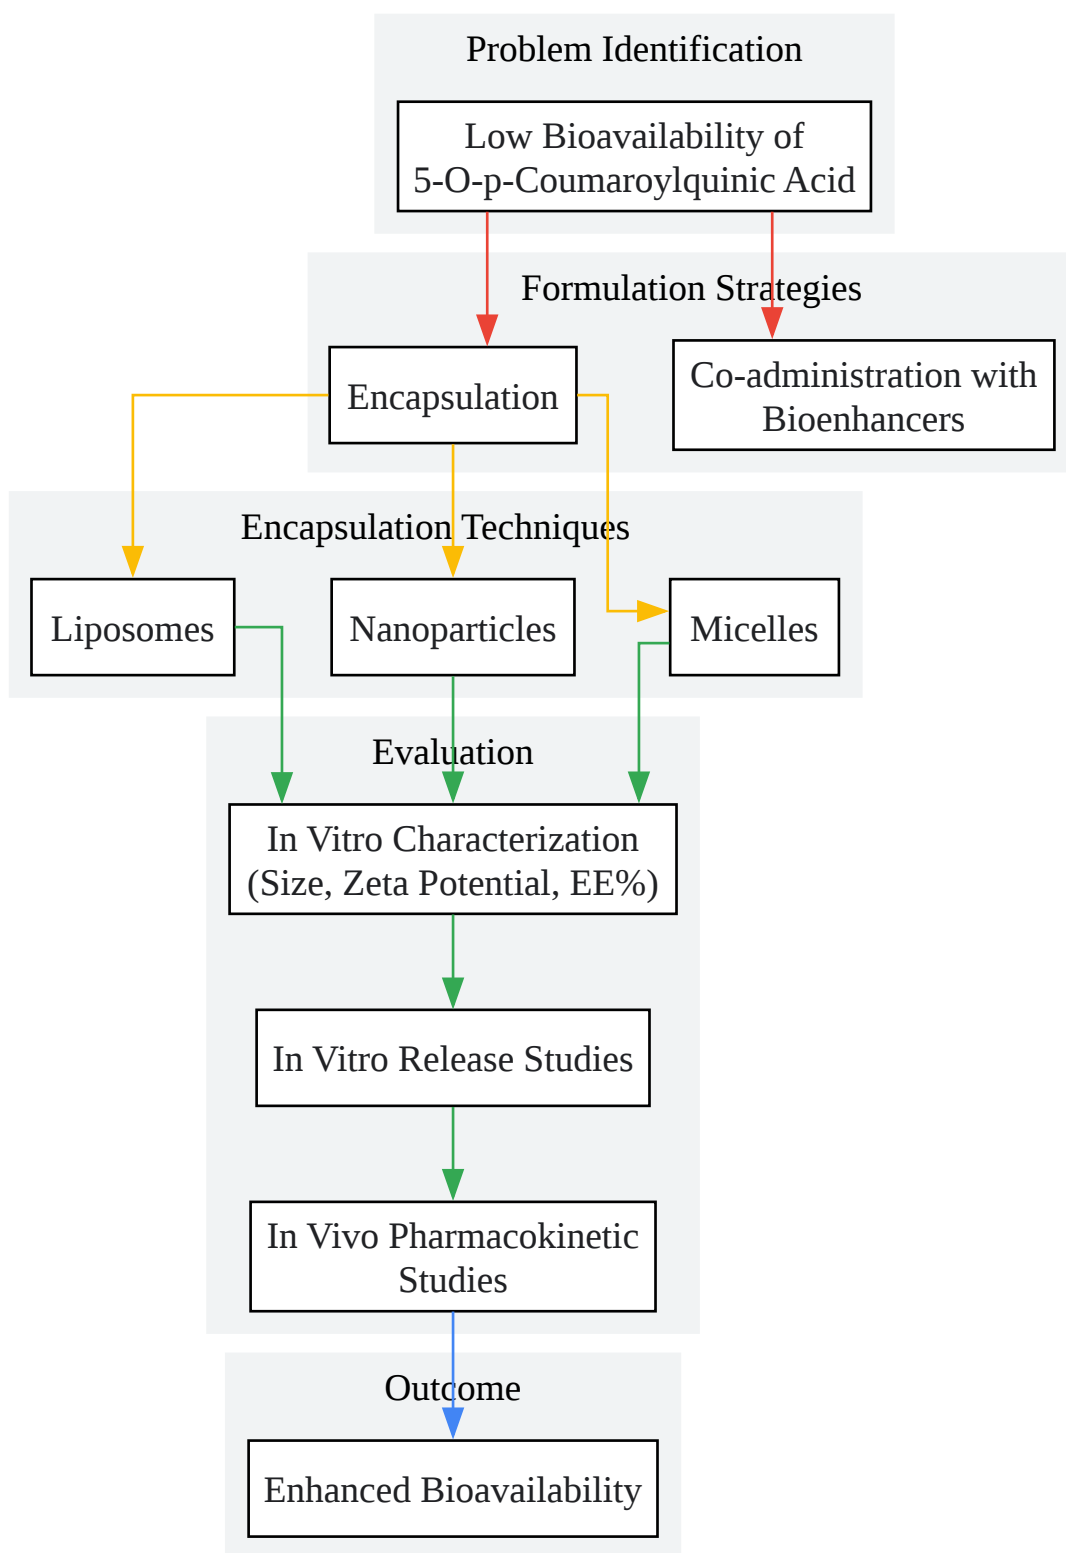 Problem Identification
Low Bioavailability of
5-O-p-Coumaroylquinic Acid
Formulation Strategies
Encapsulation
Co-administration with
Bioenhancers
Encapsulation Techniques
Liposomes
Nanoparticles
Micelles
Evaluation
In Vitro Characterization
(Size, Zeta Potential, EE%)
In Vitro Release Studies
In Vivo Pharmacokinetic
Studies
Outcome
Enhanced Bioavailability